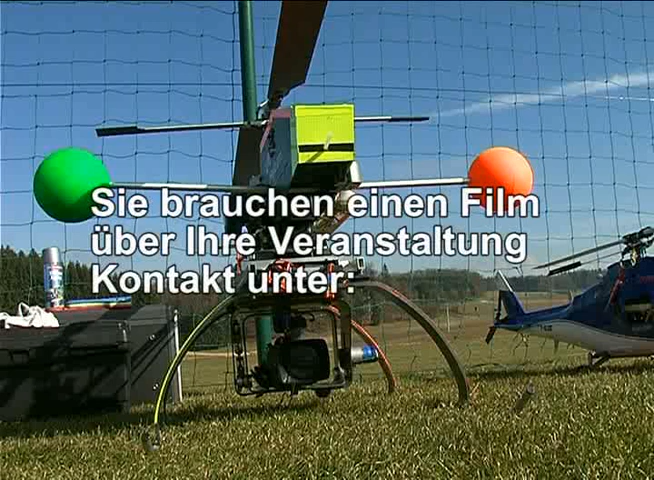 Sie brauchen einen Film
über Ihre Veranstaltung
Kontakt unter: